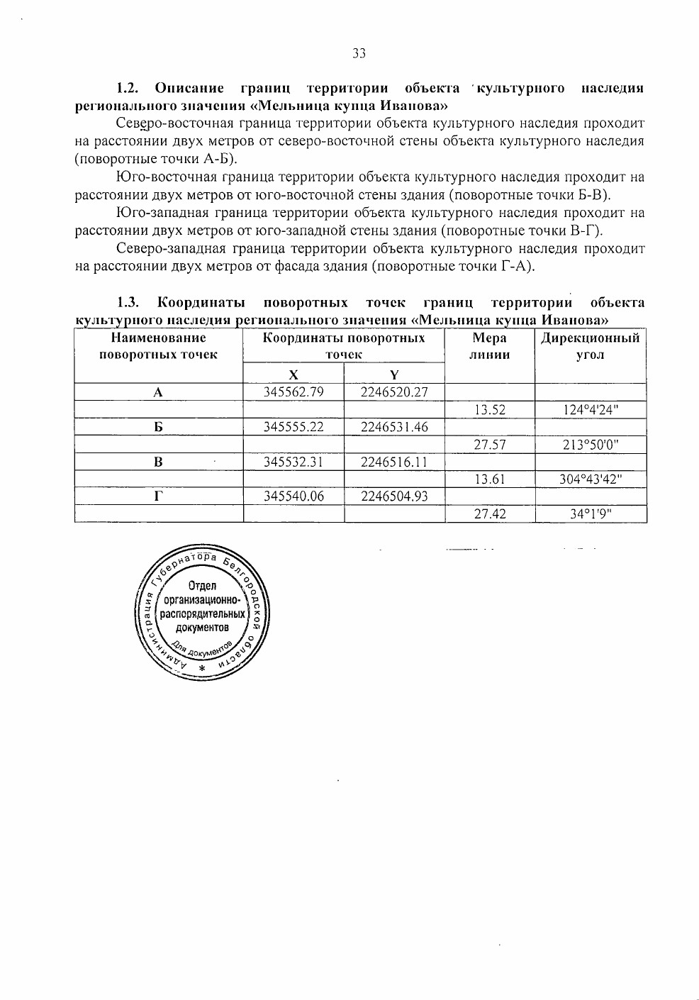 33
1.2. Описание границ территории объекта культурного наследия
регионального значения «Мельница купца Иванова»
Северо-восточная граница территории объекта культурного наследия проходит
на расстоянии двух метров от северо-восточной стены объекта культурного наследия
(поворотные точки А-Б).
Юго-восточная граница территории объекта культурного наследия проходит на
расстоянии двух метров от юго-восточной стены здания (поворотные точки Б-В).
Юго-западная граница территории объекта культурного наследия проходит на
расстоянии двух метров от юго-западной стены здания (поворотные точки В-Г).
Северо-западная граница территории объекта культурного наследия проходит
на расстоянии двух метров от фасада здания (поворотные точки Г-А).
1.3. Координаты поворотных точек границ территории объекта
культурного наследия регионального значения «Мельница купца Иванова»
Наименование Координаты поворотных Мера Дирекционный
поворотных точек точек линии угол
X Y
А 345562.79 2246520.27
13.52 124°4'24"
Б 345555.22 2246531.46
27.57 213°50'0"
В 345532.31 2246516.11
13.61 304°43'42"
Г 345540.06 2246504.93
27.42 34°1'9"
Администрация Губернатора Белгородской области
Отдел
организационно-
распорядительных
документов
Для документов
*